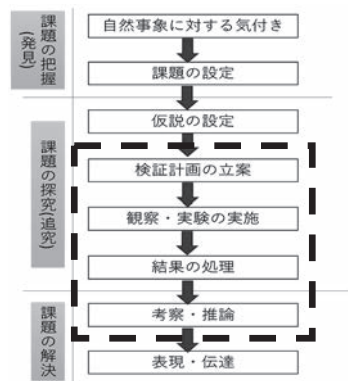 課題の把握(発見)
自然事象に対する気付き
課題の設定
課題の探究(追究)
仮説の設定
検証計画の立案
観察・実験の実施
結果の処理
課題の解決
考察・推論
表現・伝達